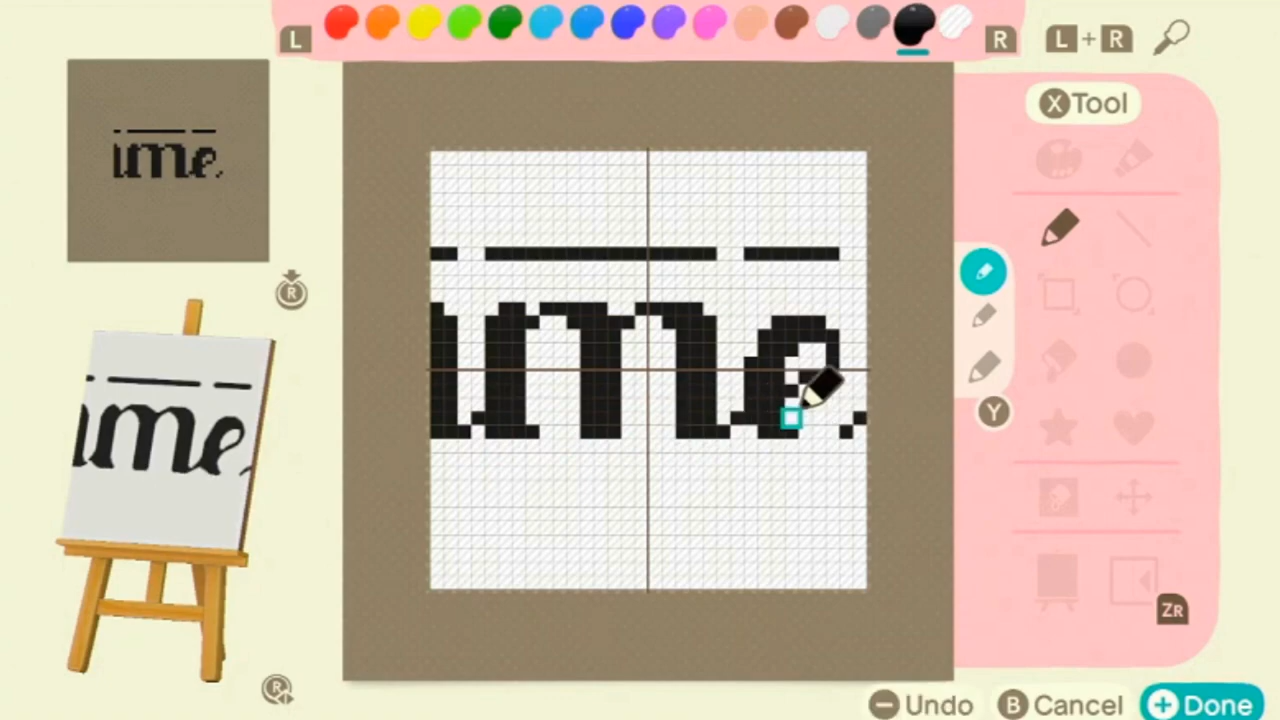 L
R
L + R
X Tool
R
ime.
Y
ZR
R
- Undo
B Cancel
+ Done